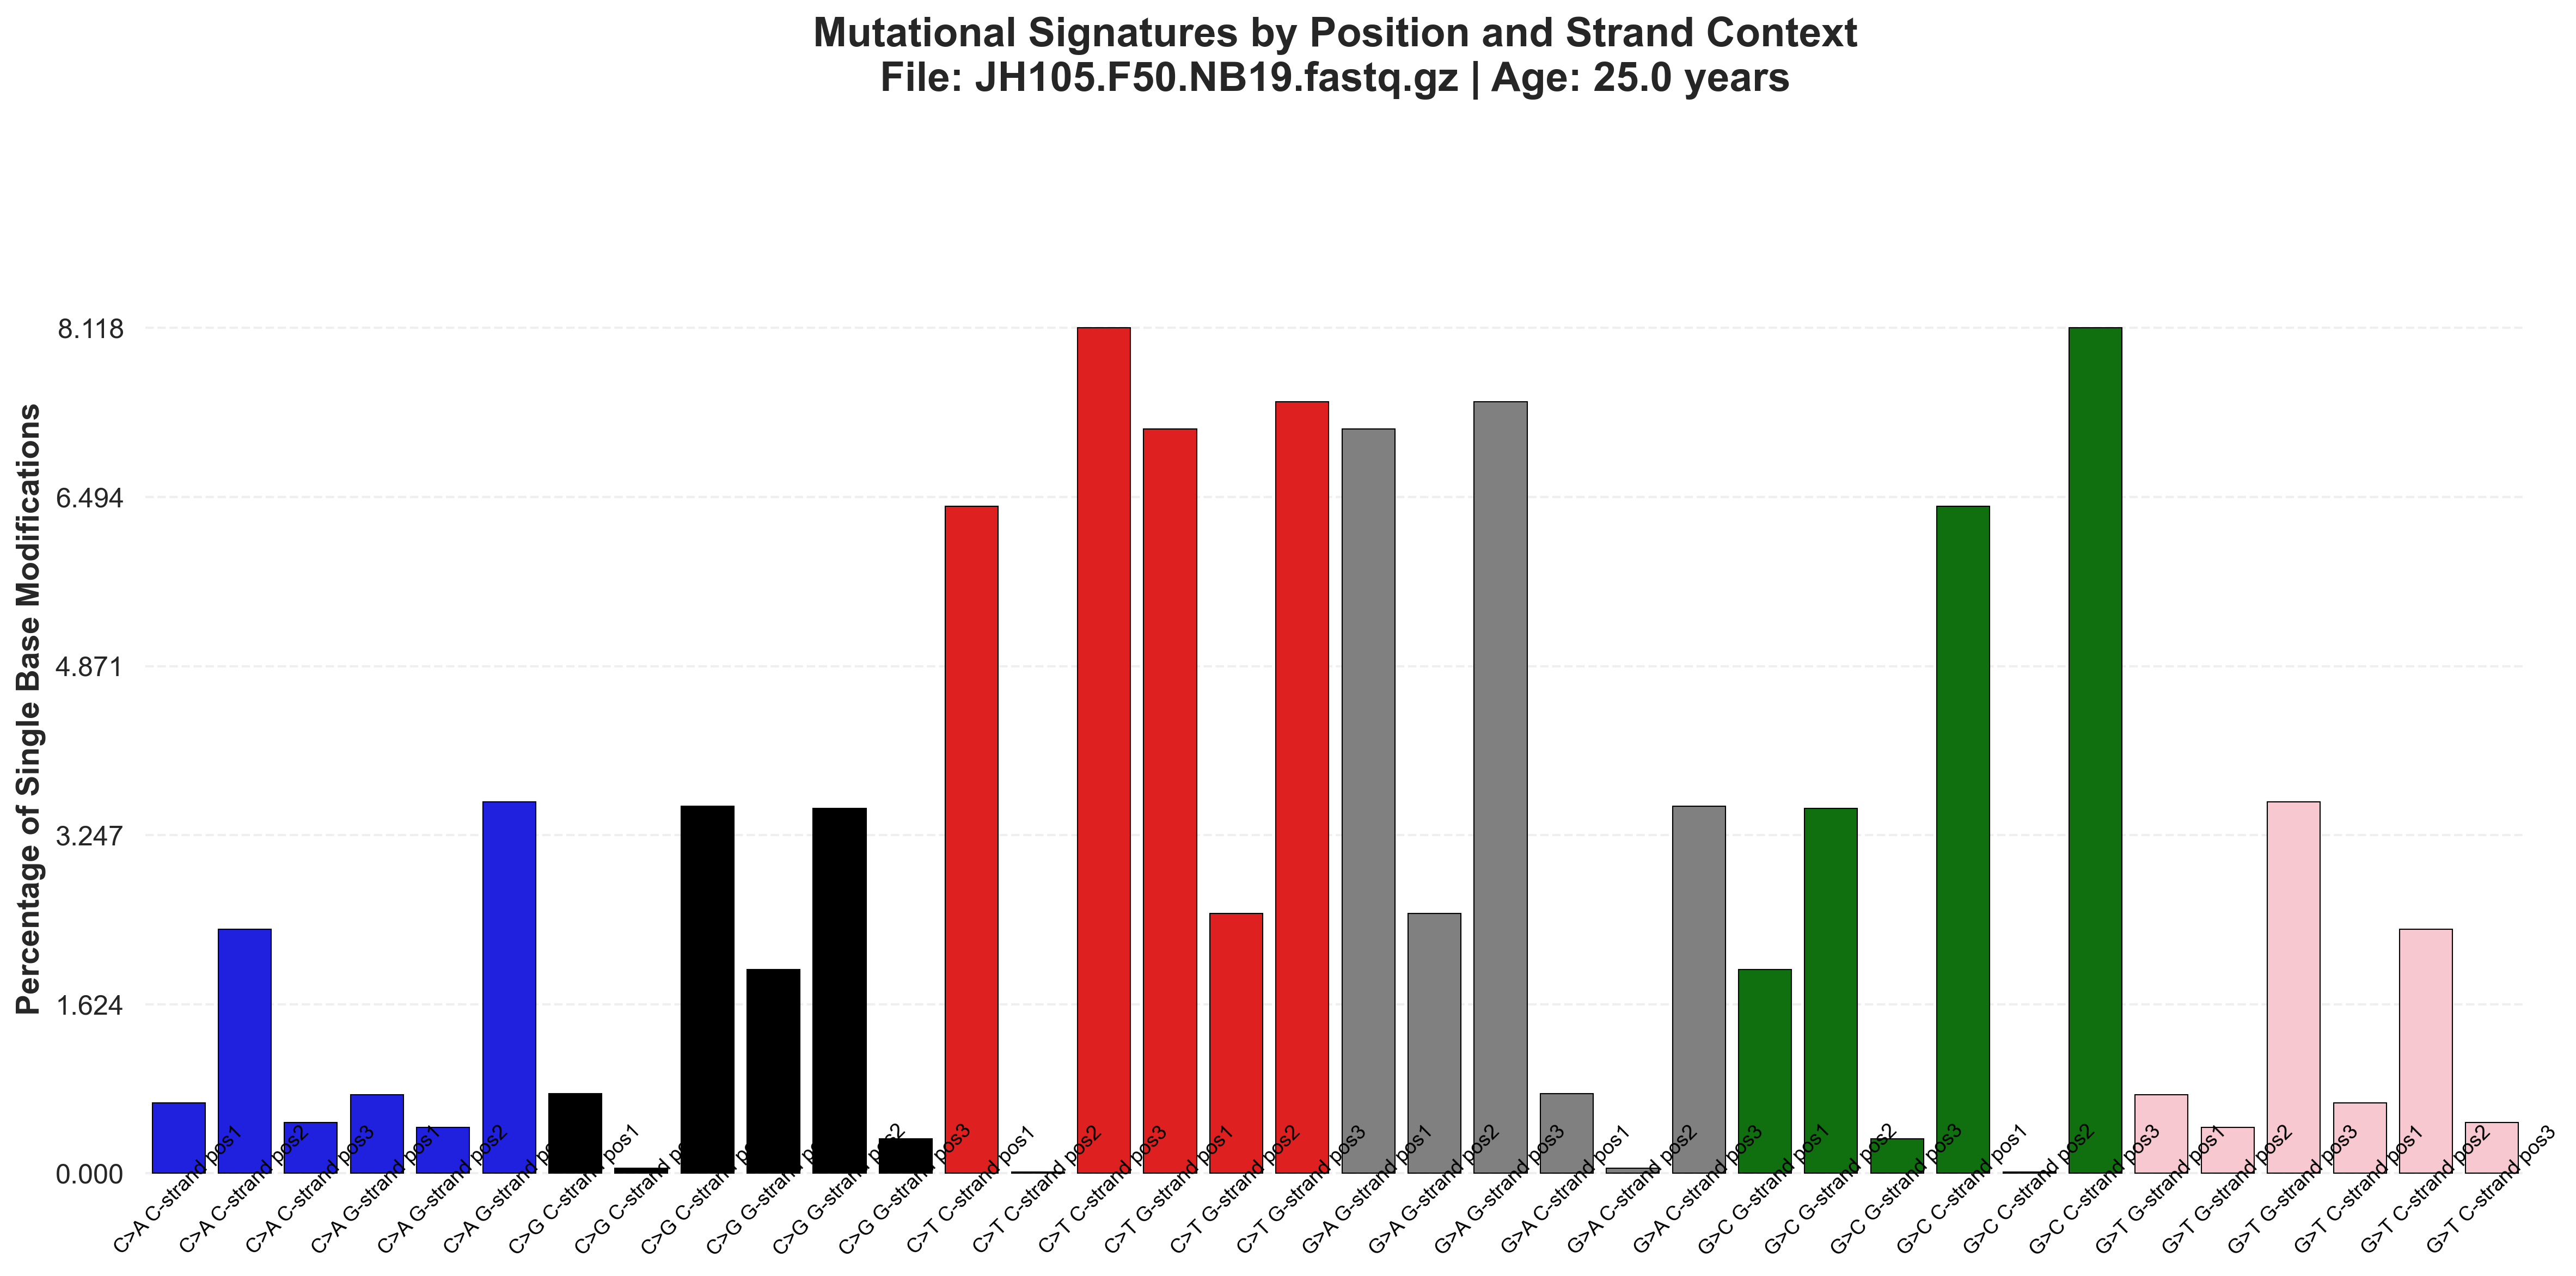 Mutational Signatures by Position and Strand Context
File: JH105.F50.NB19.fastq.gz | Age: 25.0 years
Percentage of Single Base Modifications
8.118
6.494
4.871
3.247
1.624
0.000
C>A C-strand pos1
C>A C-strand pos2
C>A C-strand pos3
C>A G-strand pos1
C>A G-strand pos2
C>A G-strand
C>G C-strand pos1
C>G C-strand
C>G C-strand
C>G G-strand
C>G G-strand pos2
C>G G-strand pos3
C>T C-strand pos1
C>T C-strand pos2
C>T C-strand pos3
C>T G-strand pos1
C>T G-strand pos2
C>T G-strand pos3
G>A G-strand pos1
G>A G-strand pos2
G>A G-strand pos3
G>A C-strand pos1
G>A C-strand pos2
G>A C-strand pos3
G>C G-strand pos1
G>C G-strand pos2
G>C G-strand pos3
G>C C-strand pos1
G>C C-strand pos2
G>C C-strand pos3
G>T G-strand pos1
G>T G-strand pos2
G>T G-strand pos3
G>T C-strand pos1
G>T C-strand pos2
G>T C-strand pos3